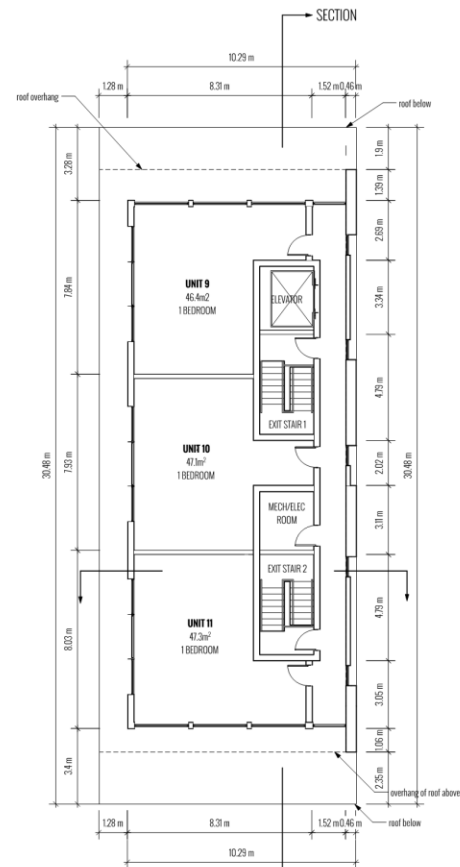 SECTION
10.29 m
1.28 m
8.31 m
1.52 m
0.46 m
roof overhang
roof below
3.28 m
1.9 m
1.39 m
2.69 m
7.84 m
UNIT 9
46.4m2
1 BEDROOM
ELEVATOR
3.34 m
4.79 m
EXIT STAIR 1
30.48 m
7.93 m
UNIT 10
47.1m²
1 BEDROOM
2.02 m
30.48 m
MECH/ELEC
ROOM
3.11 m
EXIT STAIR 2
4.79 m
8.03 m
UNIT 11
47.3m²
1 BEDROOM
3.05 m
1.06 m
3.4 m
2.35 m
overhang of roof above
roof below
1.28 m
8.31 m
1.52 m
0.46 m
10.29 m